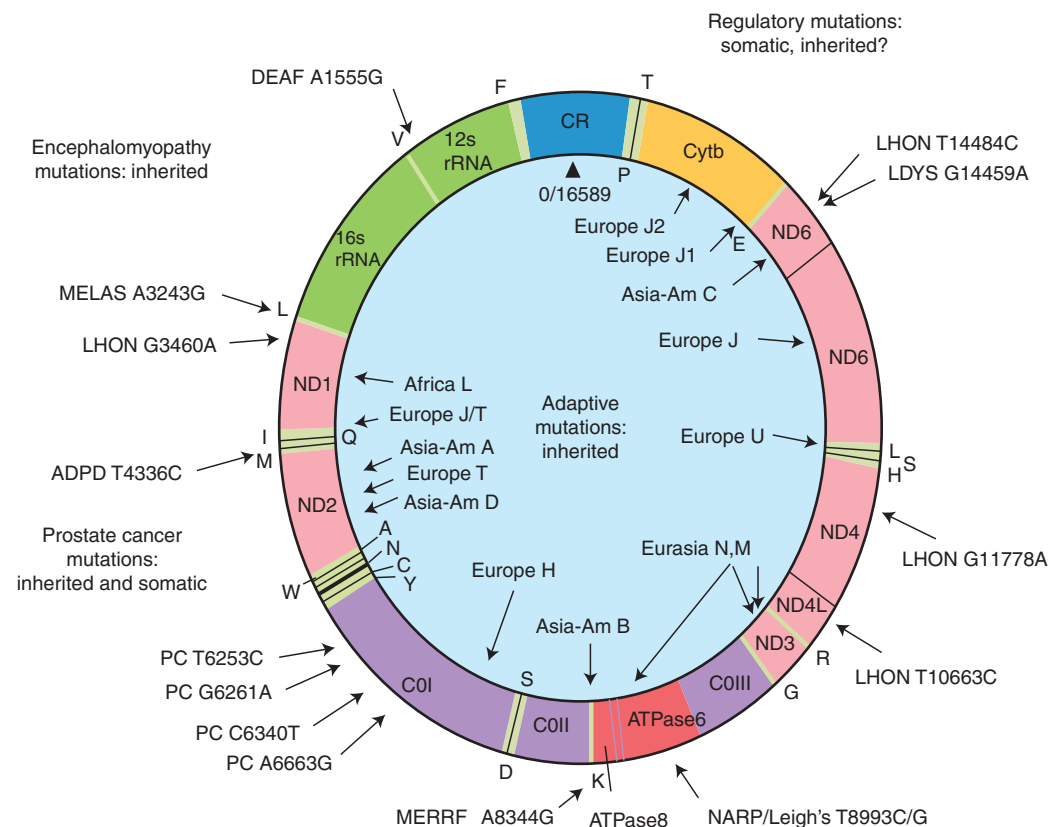 Regulatory mutations:
somatic, inherited?
DEAF A1555G
F
T
CR
V
12s
rRNA
Cytb
Encephalomyopathy
mutations: inherited
LHON T14484C
LDYS G14459A
P
0/16589
Europe J2
E
ND6
Europe J1
16s
rRNA
Asia-Am C
MELAS A3243G
L
LHON G3460A
Europe J
ND6
ND1
Africa L
Adaptive
mutations:
inherited
Europe J/T
I
Q
Europe U
M
Asia-Am A
L
S
H
ADPD T4336C
Europe T
ND2
Asia-Am D
ND4
Prostate cancer
mutations:
inherited and somatic
A
N
C
Y
W
Eurasia N,M
LHON G11778A
Europe H
ND4L
Asia-Am B
ND3
R
PC T6253C
LHON T10663C
PC G6261A
C0I
S
C0III
G
PC C6340T
C0II
ATPase6
PC A6663G
D
K
MERRF A8344G
ATPase8
NARP/Leigh's T8993C/G